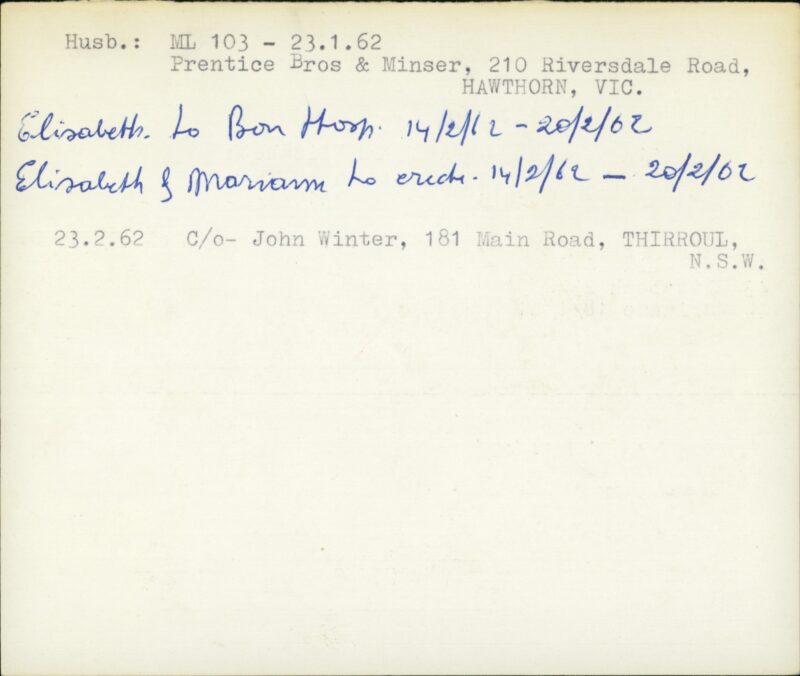 Husb.: ML 103 - 23.1.62
Prentice Bros & Minser, 210 Riversdale Road,
HAWTHORN, VIC.
Elisabeth. to Bon Hosp. 14/2/62 - 20/2/62
Elisabeth & Mariann to creche. 14/2/62 - 20/2/62
23.2.62 C/o- John Winter, 181 Main Road, THIRROUL,
N.S.W.